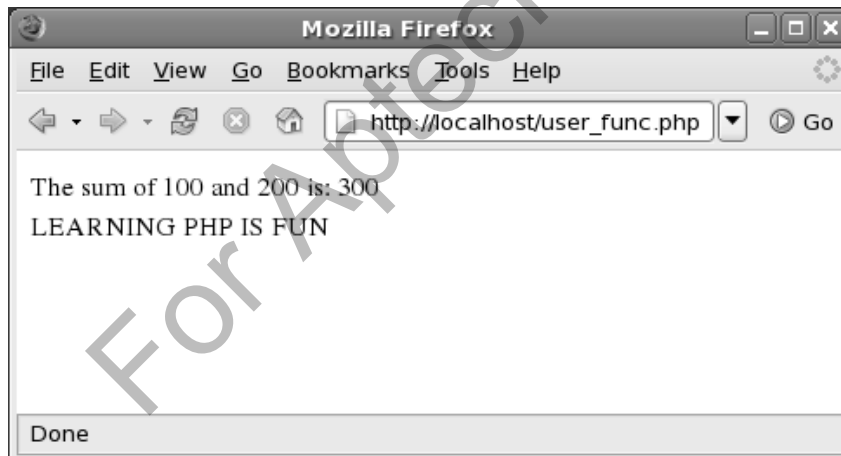 Mozilla Firefox
File Edit View Go Bookmarks Tools Help
http://localhost/user_func.php Go
The sum of 100 and 200 is: 300
LEARNING PHP IS FUN
Done
For Aptech